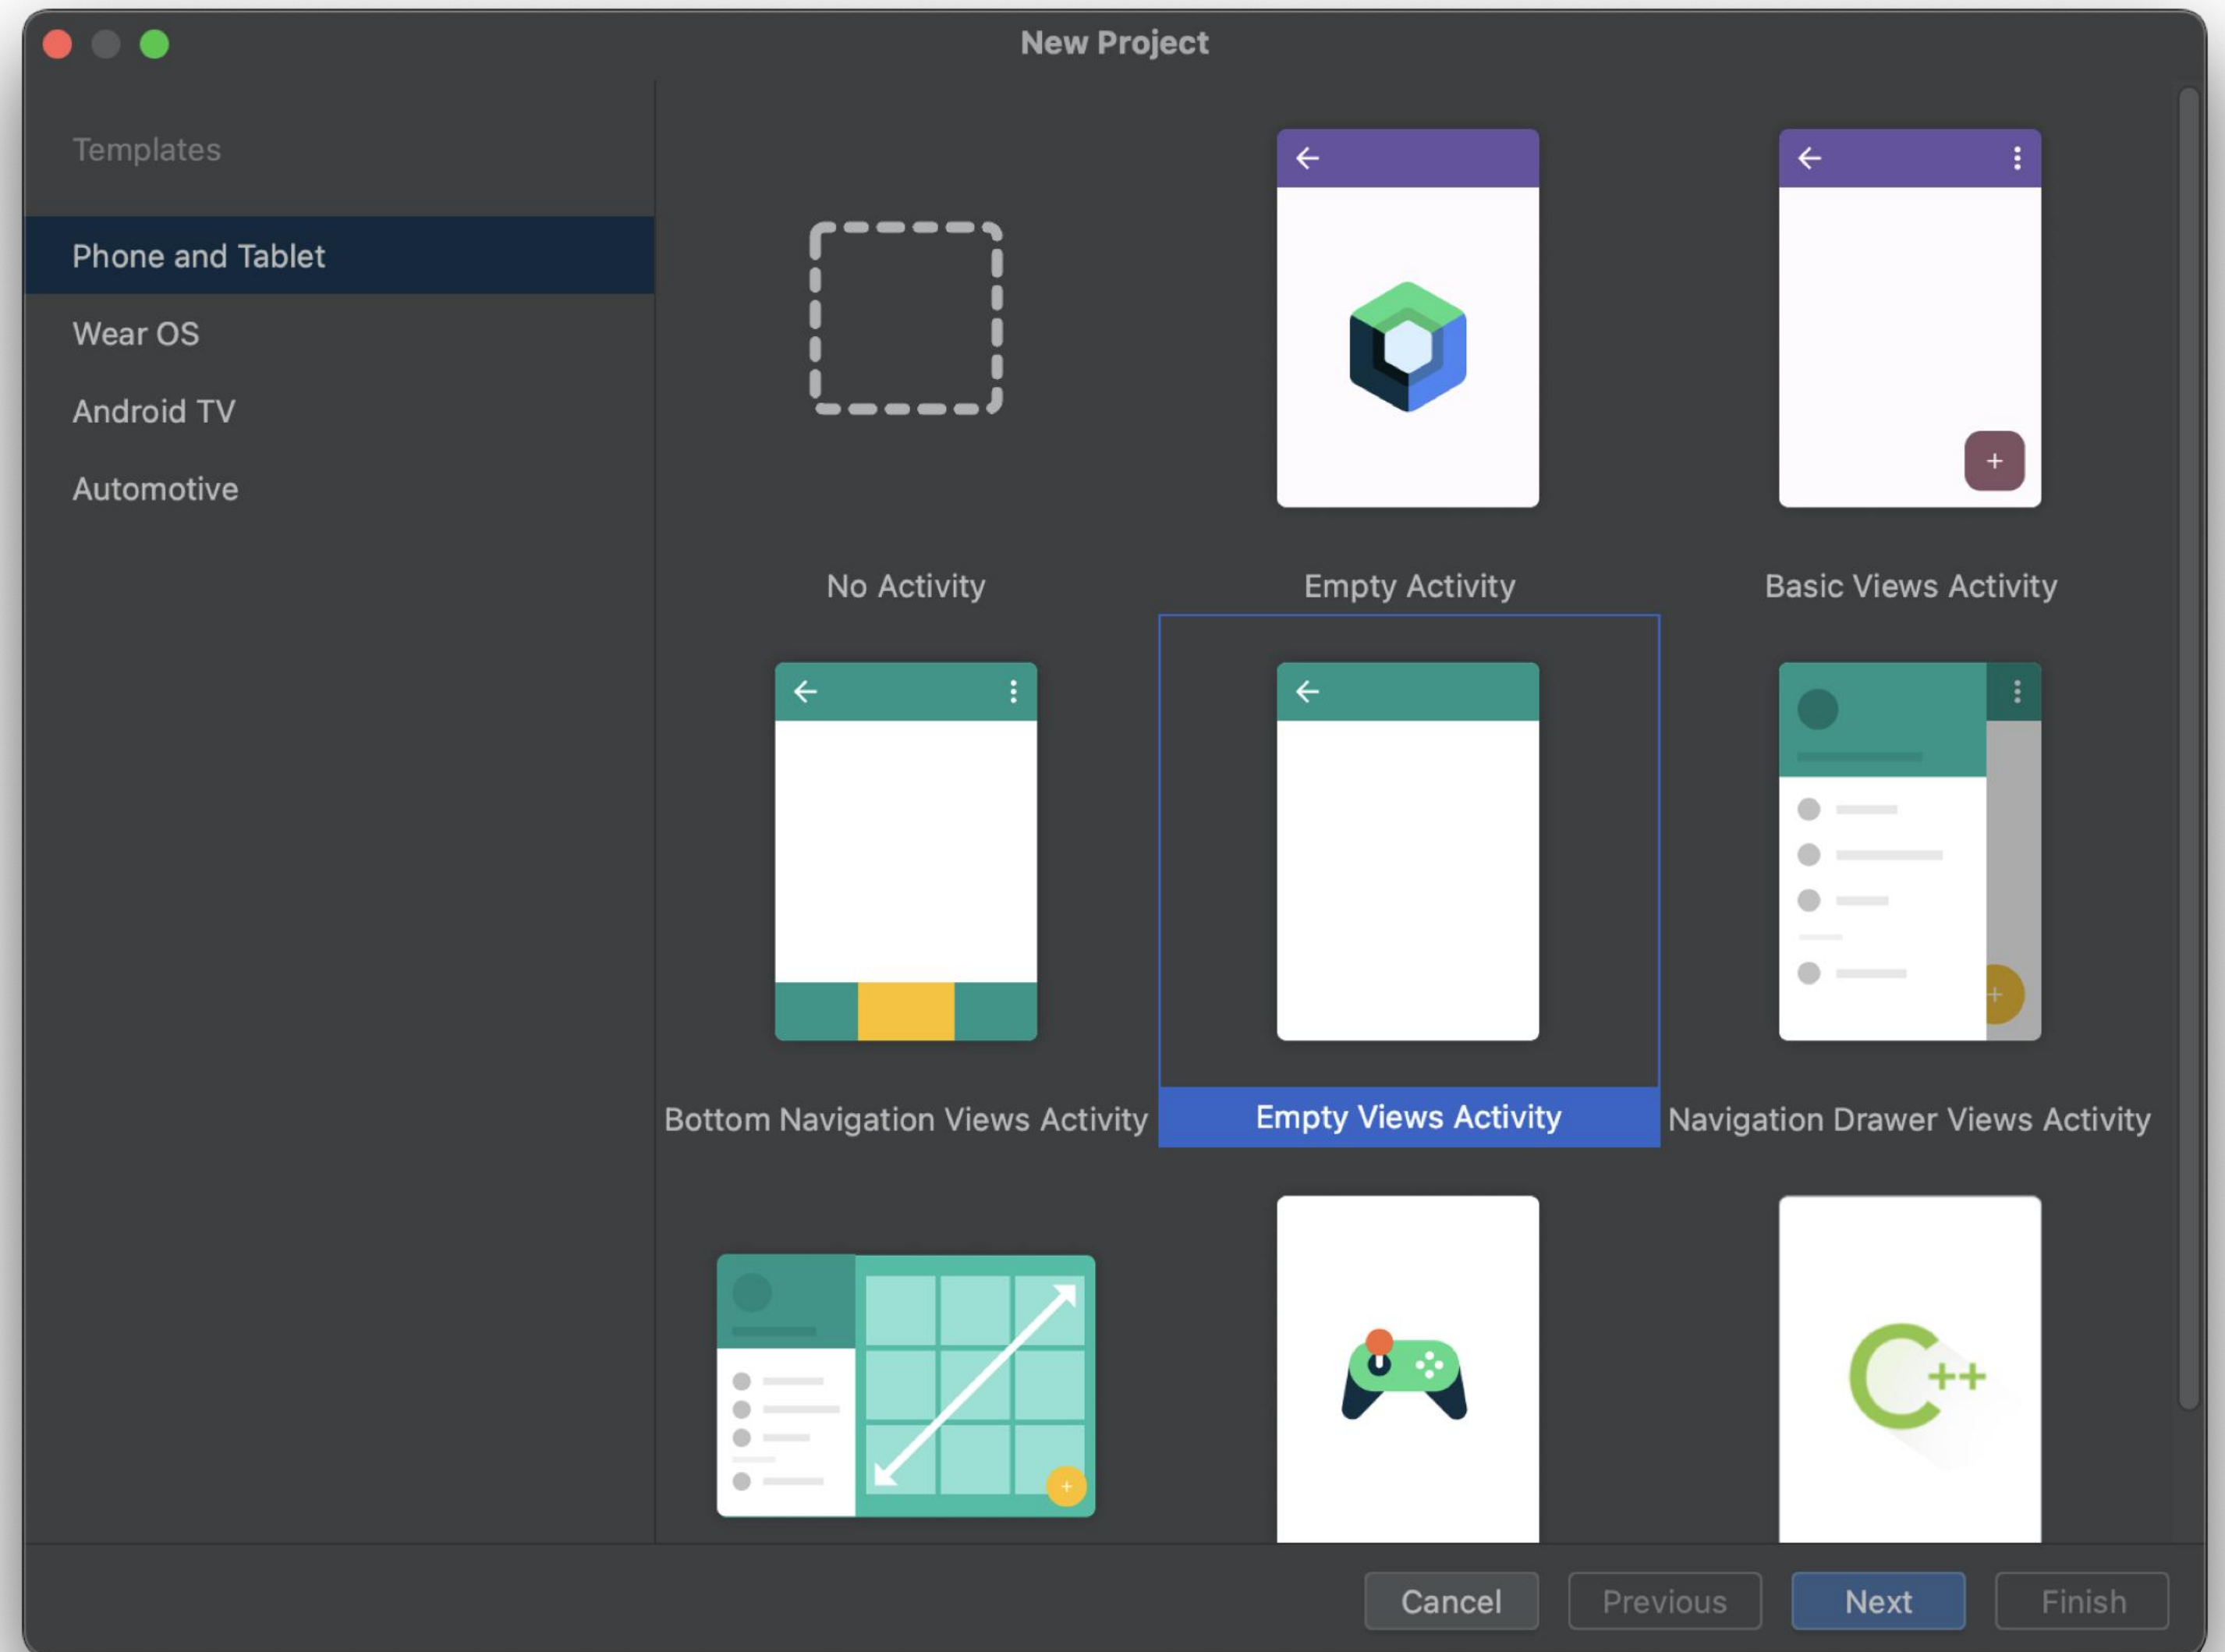 New Project
Templates
Phone and Tablet
Wear OS
Android TV
Automotive
No Activity
Empty Activity
Basic Views Activity
Bottom Navigation Views Activity
Empty Views Activity
Navigation Drawer Views Activity
C++
Cancel
Previous
Next
Finish